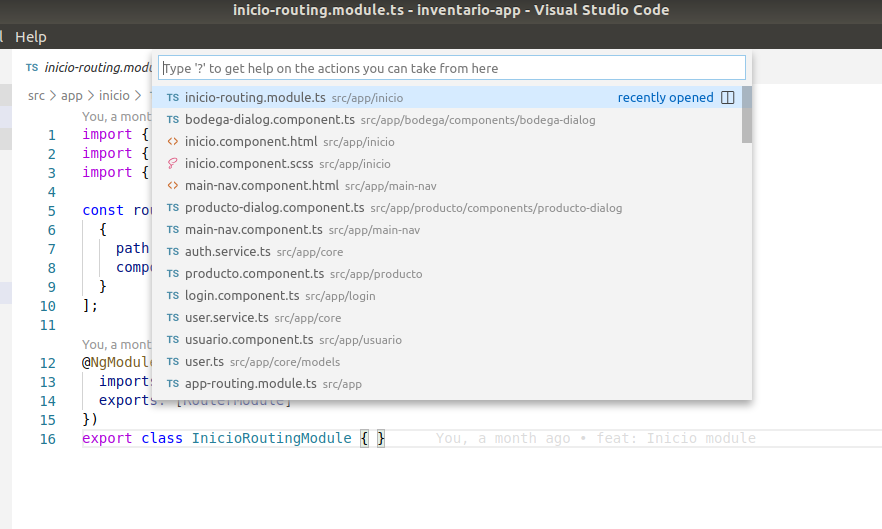 inicio-routing.module.ts - inventario-app - Visual Studio Code
l Help
TS inicio-routing.modu
Type '?' to get help on the actions you can take from here
src > app > inicio >
TS inicio-routing.module.ts src/app/inicio recently opened
TS bodega-dialog.component.ts src/app/bodega/components/bodega-dialog
<> inicio.component.html src/app/inicio
inicio.component.scss src/app/inicio
<> main-nav.component.html src/app/main-nav
TS producto-dialog.component.ts src/app/producto/components/producto-dialog
TS main-nav.component.ts src/app/main-nav
TS auth.service.ts src/app/core
TS producto.component.ts src/app/producto
TS login.component.ts src/app/login
TS user.service.ts src/app/core
TS usuario.component.ts src/app/usuario
TS user.ts src/app/core/models
TS app-routing.module.ts src/app
You, a mont
1 import {
2 import {
3 import {
4
5 const rou
6 {
7 path
8 compo
9 }
10 ];
11
You, a mont
12 @NgModule
13 imports
14 exports: [RouterModule]
15 })
16 export class InicioRoutingModule { } You, a month ago • feat: Inicio module